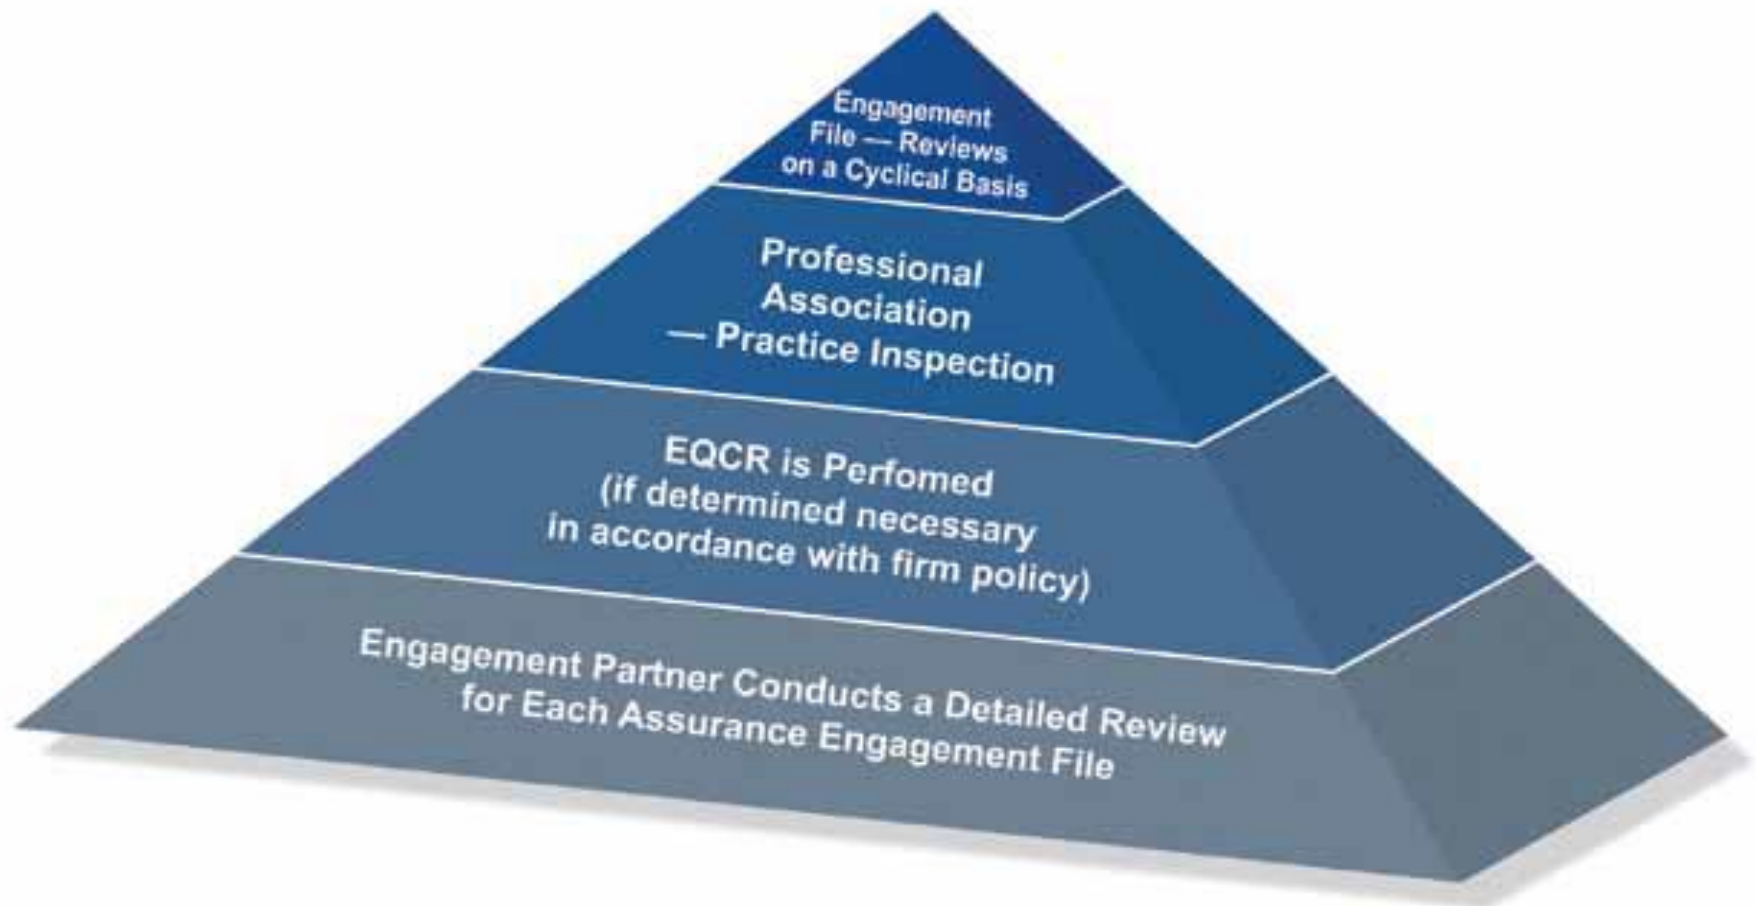 Engagement
File — Reviews
on a Cyclical Basis
Professional
Association
— Practice Inspection
EQCR is Perfomed
(if determined necessary
in accordance with firm policy)
Engagement Partner Conducts a Detailed Review
for Each Assurance Engagement File